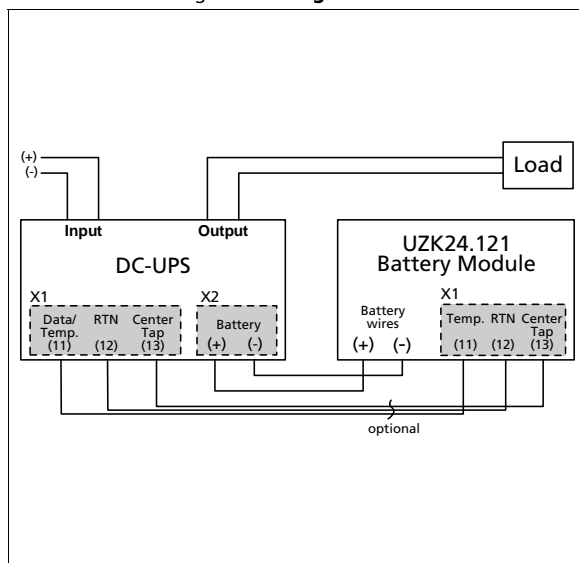 (+)
(-)
Load
Input
Output
DC-UPS
UZK24.121
Battery Module
X1
Data/
Temp.
(11)
RTN
(12)
Center
Tap
(13)
X2
Battery
(+) (-)
Battery
wires
(+) (-)
X1
Temp.
(11)
RTN
(12)
Center
Tap
(13)
optional